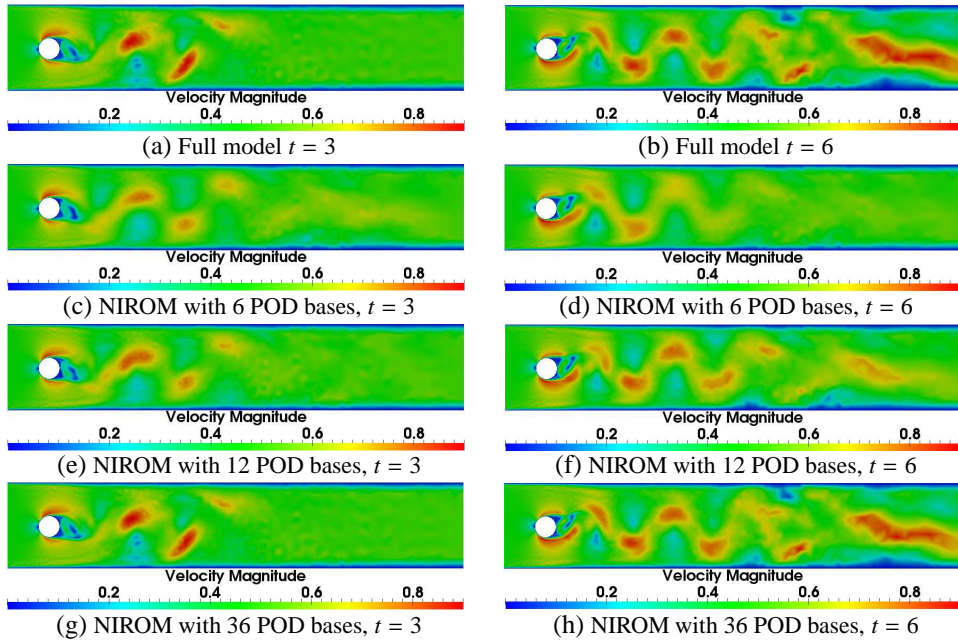 Velocity Magnitude
0.2 0.4 0.6 0.8
(a) Full model t = 3
Velocity Magnitude
0.2 0.4 0.6 0.8
(b) Full model t = 6
Velocity Magnitude
0.2 0.4 0.6 0.8
(c) NIROM with 6 POD bases, t = 3
Velocity Magnitude
0.2 0.4 0.6 0.8
(d) NIROM with 6 POD bases, t = 6
Velocity Magnitude
0.2 0.4 0.6 0.8
(e) NIROM with 12 POD bases, t = 3
Velocity Magnitude
0.2 0.4 0.6 0.8
(f) NIROM with 12 POD bases, t = 6
Velocity Magnitude
0.2 0.4 0.6 0.8
(g) NIROM with 36 POD bases, t = 3
Velocity Magnitude
0.2 0.4 0.6 0.8
(h) NIROM with 36 POD bases, t = 6